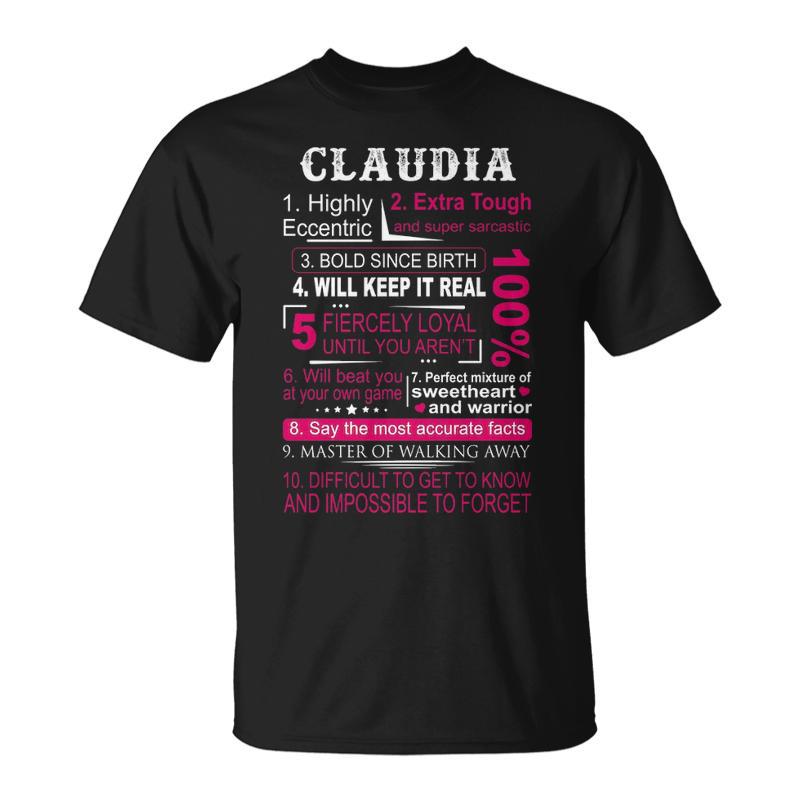 CLAUDIA
1. Highly
Eccentric
2. Extra Tough
and super sarcastic
3. BOLD SINCE BIRTH
4. WILL KEEP IT REAL
100%
5 FIERCELY LOYAL
UNTIL YOU AREN'T
6. Will beat you
at your own game
7. Perfect mixture of
sweetheart
and warrior
8. Say the most accurate facts
9. MASTER OF WALKING AWAY
10. DIFFICULT TO GET TO KNOW
AND IMPOSSIBLE TO FORGET